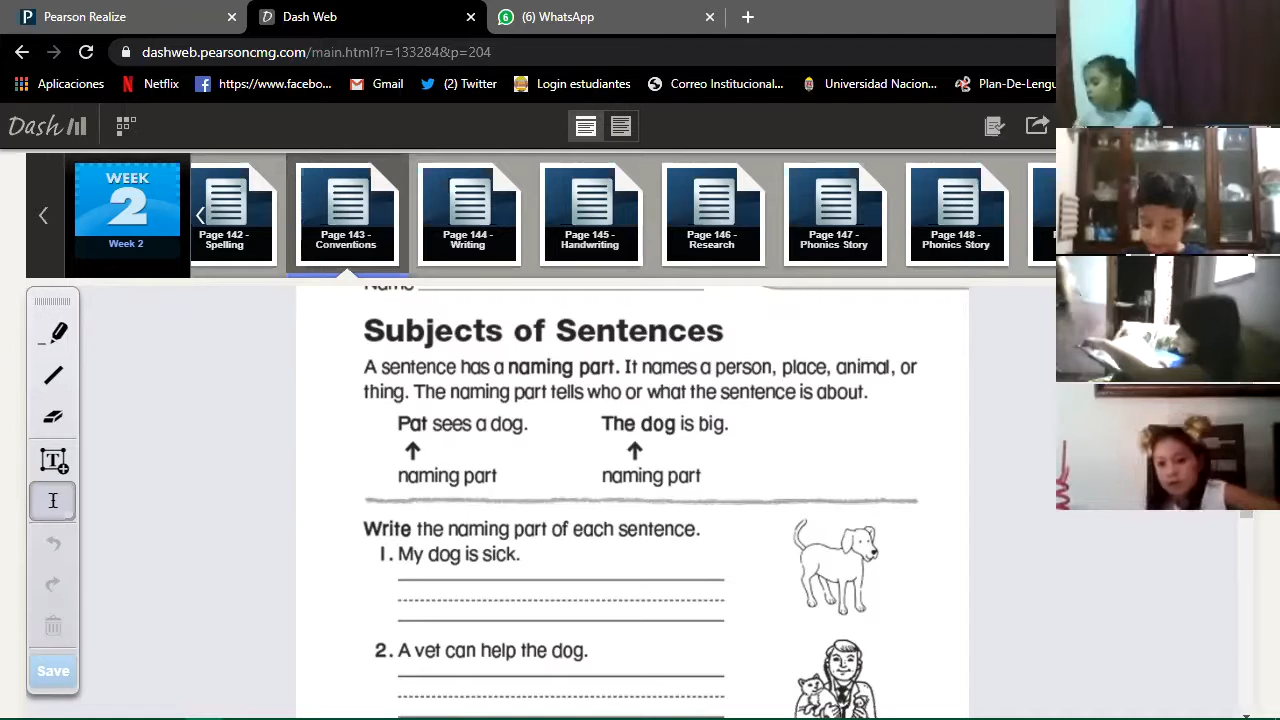 Pearson Realize
Dash Web
(6) WhatsApp
dashweb.pearsoncmg.com/main.html?r=133284&p=204
Aplicaciones
Netflix
https://www.facebo...
Gmail
(2) Twitter
Login estudiantes
Correo Institucional...
Universidad Nacion...
Plan-De-Lengu
Dash
WEEK
2
Week 2
Page 142 -
Spelling
Page 143 -
Conventions
Page 144 -
Writing
Page 145 -
Handwriting
Page 146 -
Research
Page 147 -
Phonics Story
Page 148 -
Phonics Story
Name
Subjects of Sentences
A sentence has a naming part. It names a person, place, animal, or
thing. The naming part tells who or what the sentence is about.
Pat sees a dog. The dog is big.
naming part naming part
Write the naming part of each sentence.
1. My dog is sick.
2. A vet can help the dog.
Save